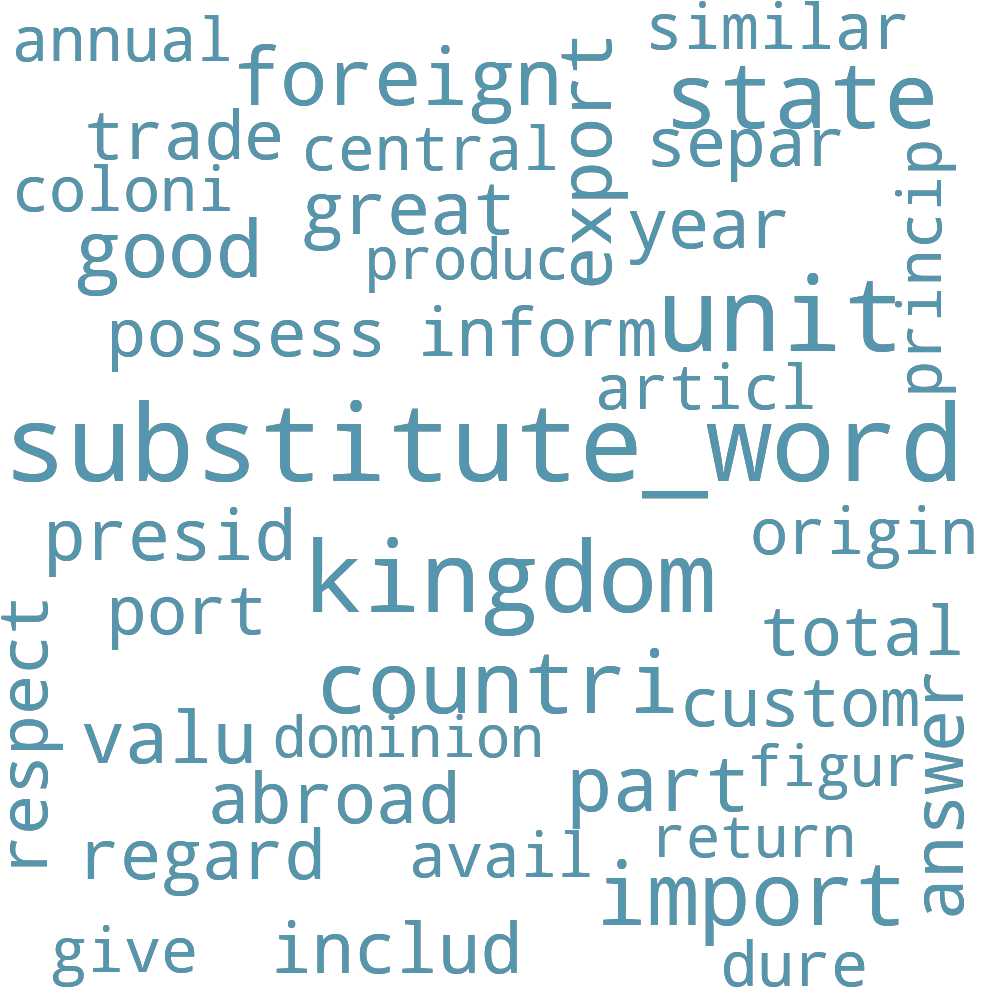 annual
similar
foreign
export
state
trade
central
separ
coloni
great
princip
good
produc
year
possess
inform
unit
articl
substitute_word
presid
origin
kingdom
port
total
respect
countri
custom
answer
valu
dominion
part
figur
abroad
regard
avail
return
import
give
includ
dure